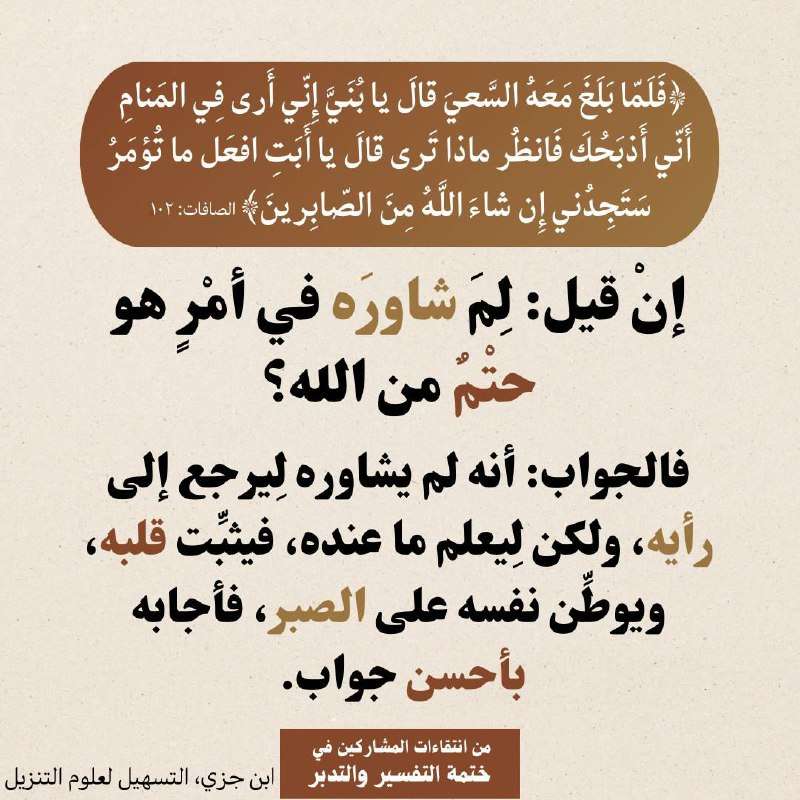 ﴿فَلَمّا بَلَغَ مَعَهُ السَّعيَ قالَ يا بُنَيَّ إِنّي أَرى فِي المَنامِ
أَنّي أَذبَحُكَ فَانظُر ماذا تَرى قالَ يا أَبَتِ افعَل ما تُؤمَرُ
سَتَجِدُني إِن شاءَ اللَّهُ مِنَ الصّابِرينَ﴾ الصافات: ١٠٢
إنْ قيل: لِمَ شاورَه في أمْرٍ هو
حتْمٌ من الله؟
فالجواب: أنه لم يشاوره لِيرجع إلى
رأيه، ولكن لِيعلم ما عنده، فيثبِّت قلبه،
ويوطِّن نفسه على الصبر، فأجابه
بأحسن جواب.
من انتقاءات المشاركين في
ختمة التفسير والتدبر
ابن جزي، التسهيل لعلوم التنزيل